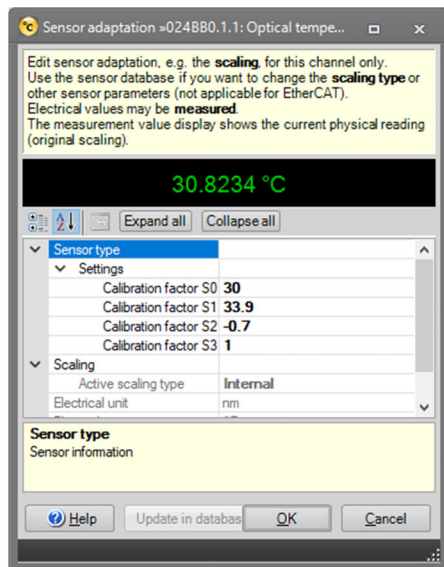 Sensor adaptation »024BB0.1.1: Optical tempe...
Edit sensor adaptation, e.g. the scaling, for this channel only.
Use the sensor database if you want to change the scaling type or
other sensor parameters (not applicable for EtherCAT).
Electrical values may be measured.
The measurement value display shows the current physical reading
(original scaling).
30.8234 °C
Expand all Collapse all
Sensor type
Settings
Calibration factor S0 30
Calibration factor S1 33.9
Calibration factor S2 -0.7
Calibration factor S3 1
Scaling
Active scaling type Internal
Electrical unit nm
Sensor type
Sensor information
Help Update in databas OK Cancel